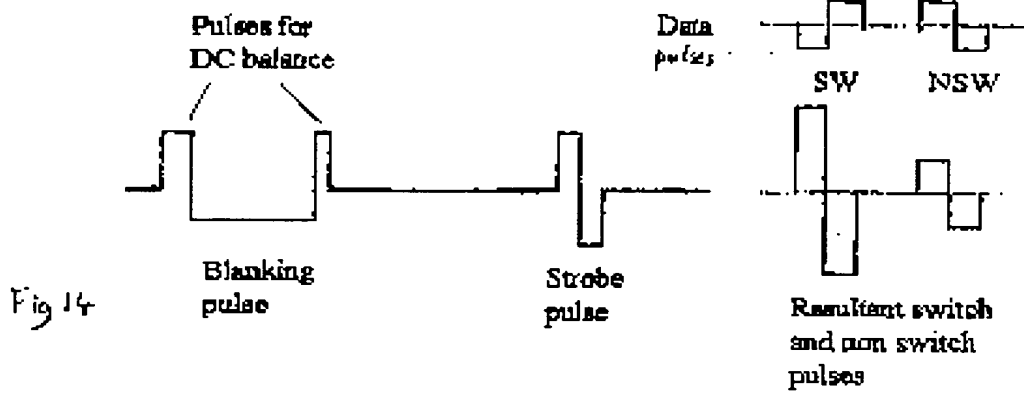 Pulses for
DC balance
Data
pulses
SW
NSW
Blanking
pulse
Strobe
pulse
Resultant switch
and non switch
pulses
Fig 14